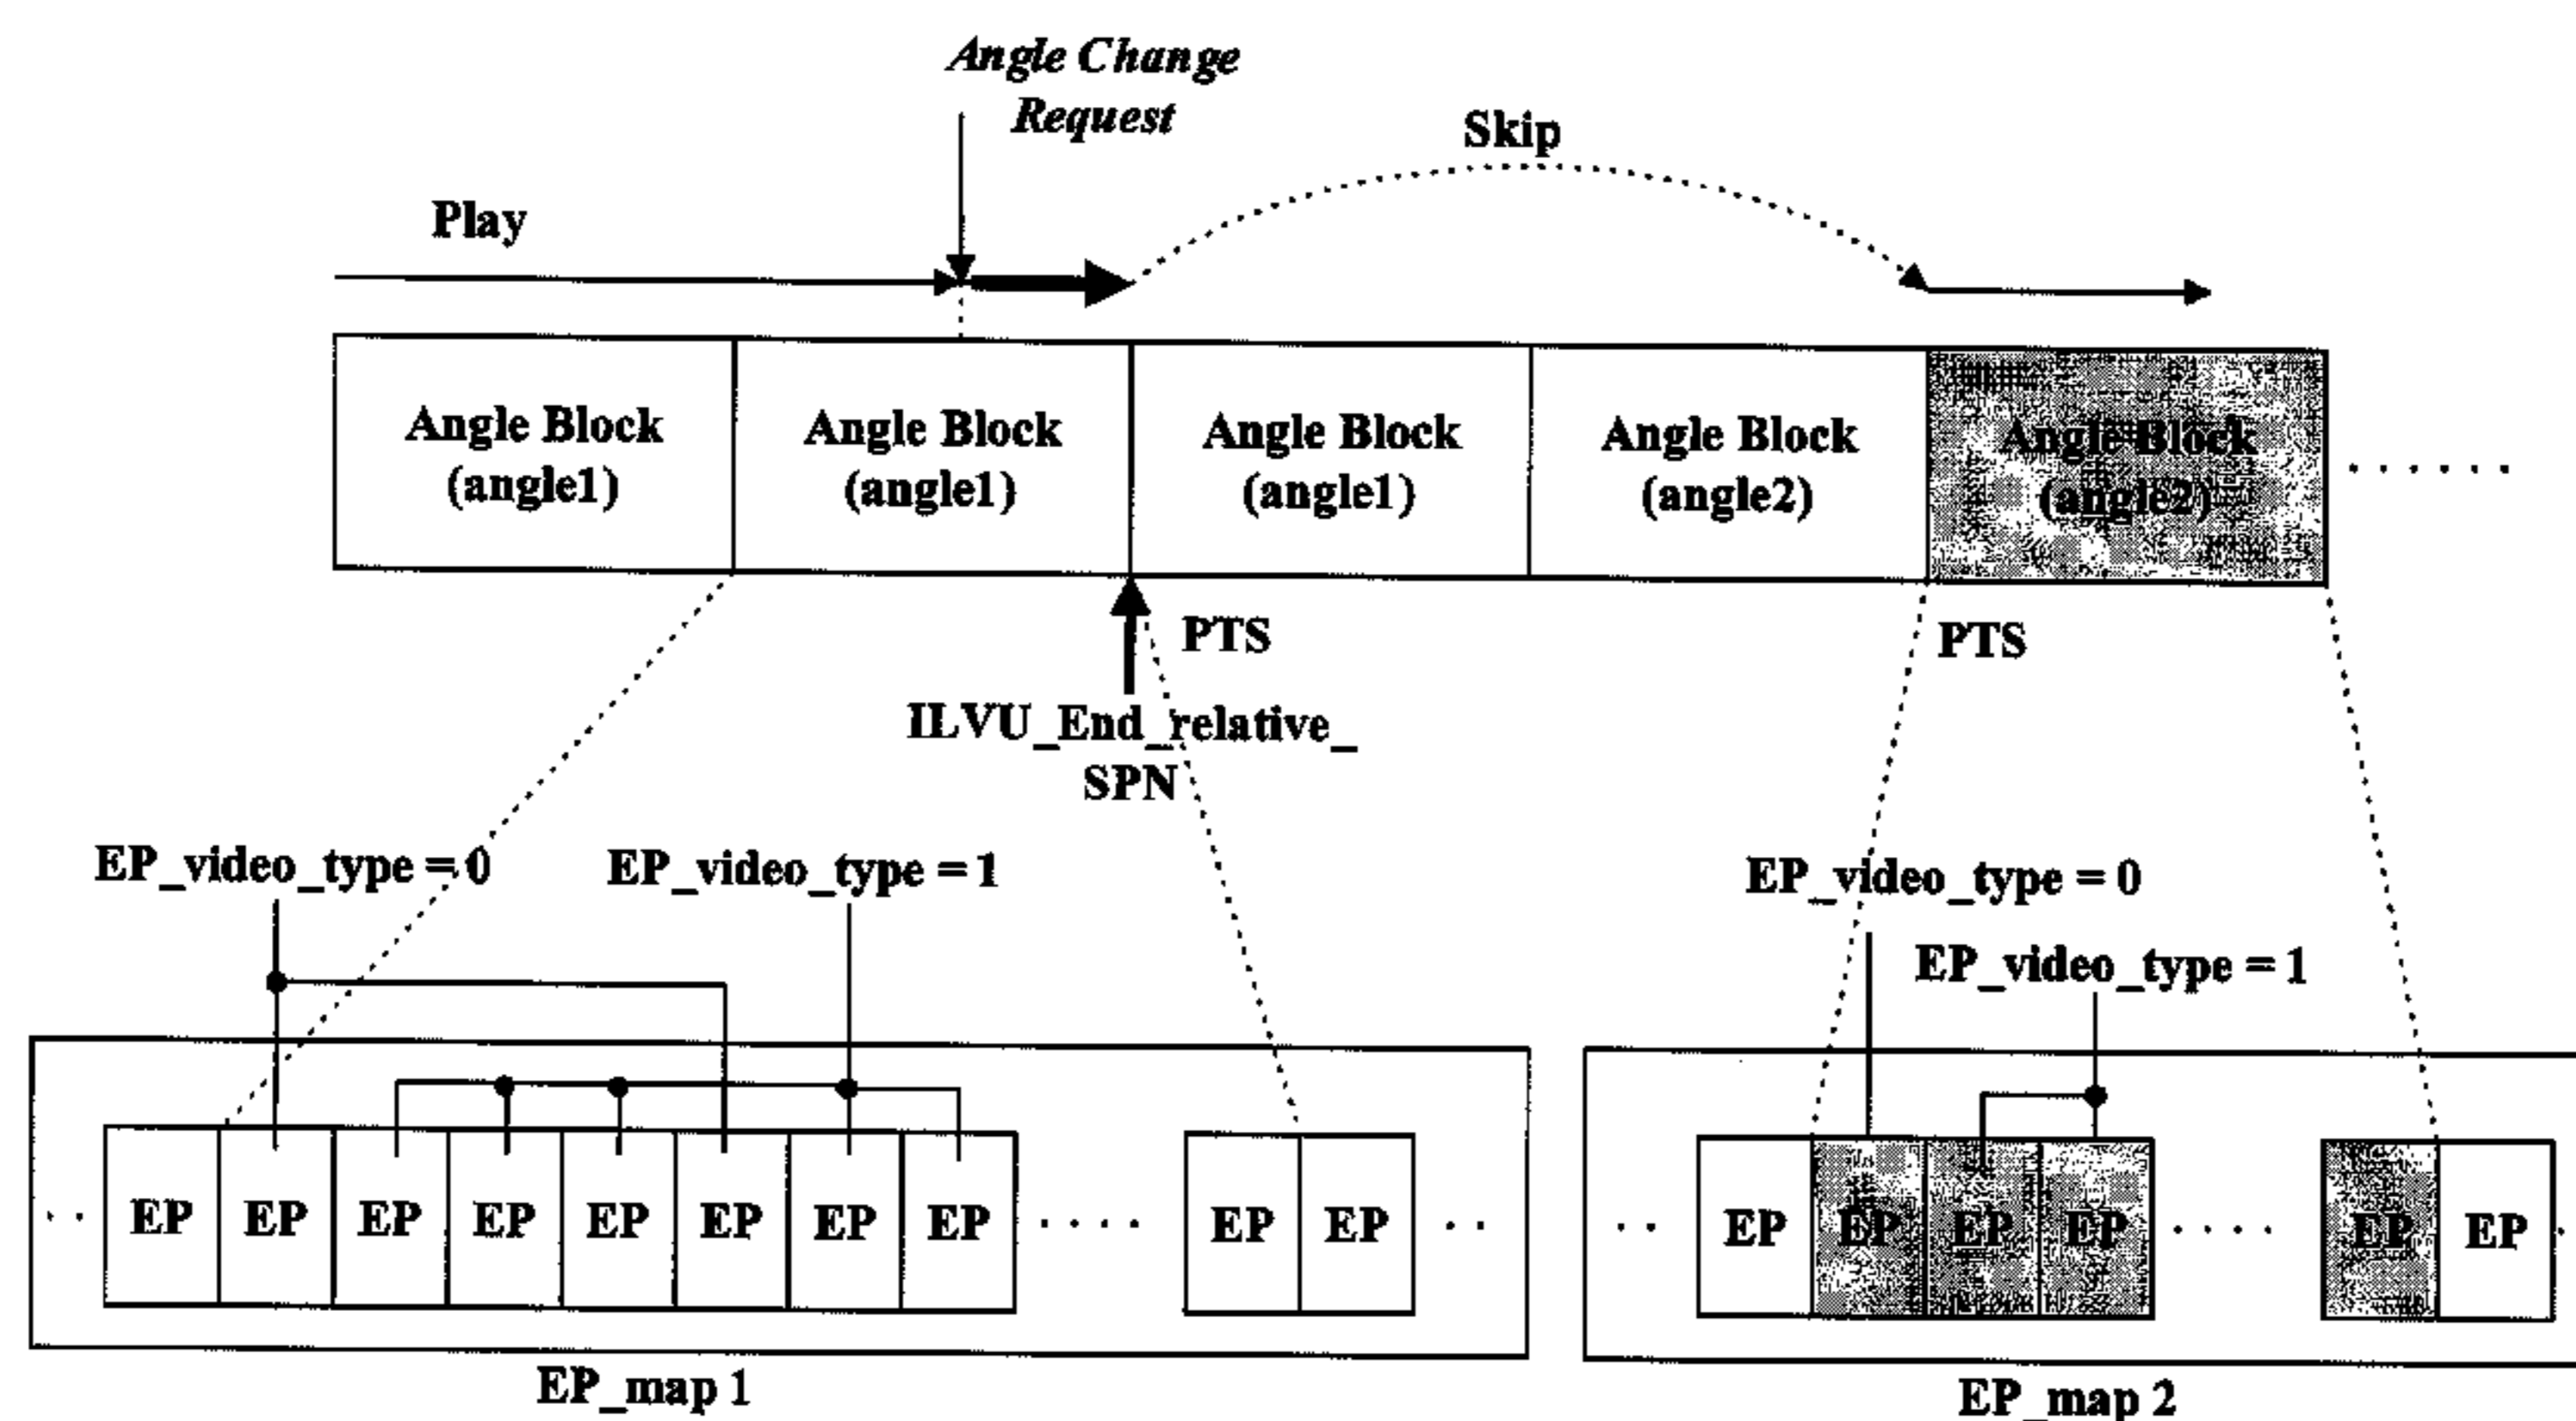 Angle Change
Request
Skip
Play
Angle Block
(angle1)
Angle Block
(angle1)
Angle Block
(angle1)
Angle Block
(angle2)
Angle Block
(angle2)
PTS
PTS
ILVU_End_relative_
SPN
EP_video_type = 0
EP_video_type = 1
EP_video_type = 0
EP_video_type = 1
EP EP EP EP EP EP EP EP EP EP
EP EP EP EP EP EP
EP_map 1
EP_map 2